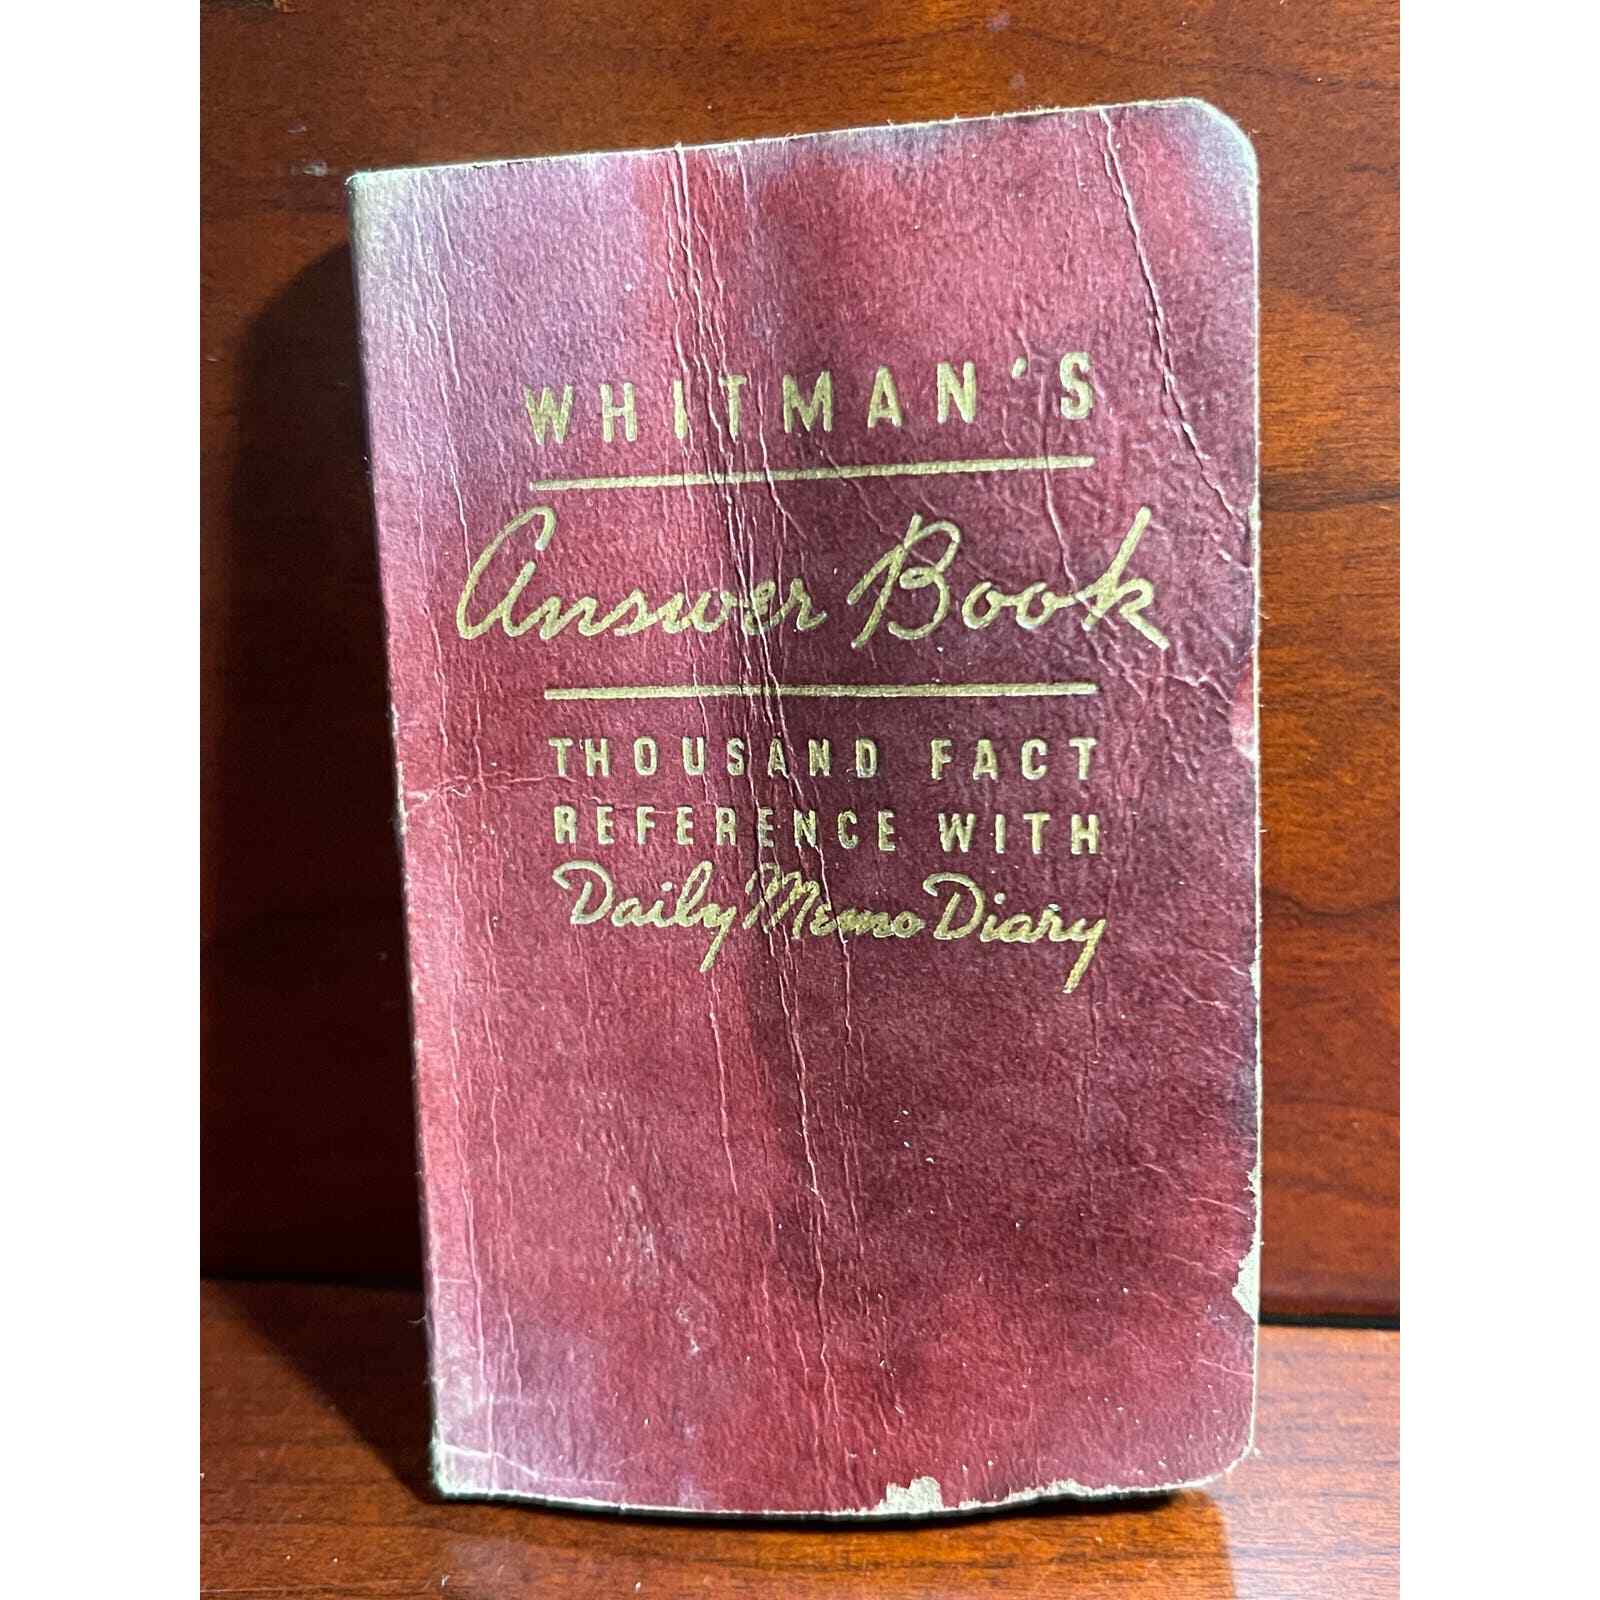 WHITMAN'S
Answer Book
THOUSAND FACT
REFERENCE WITH
Daily Memo Diary